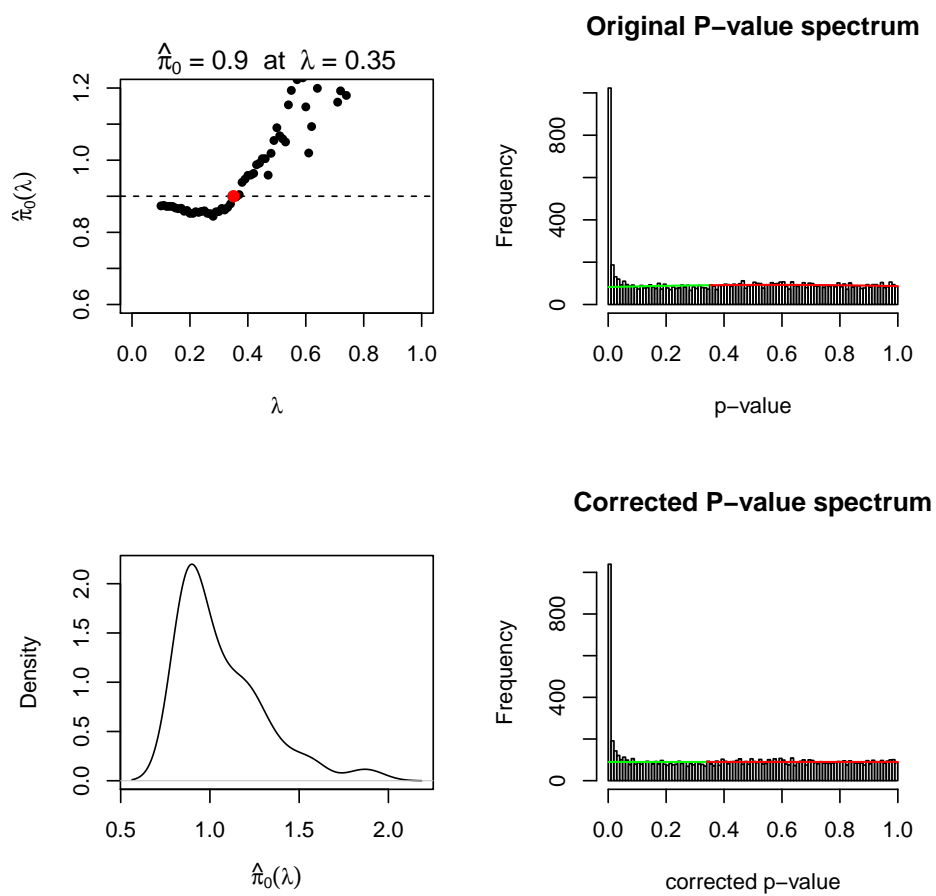 π̂₀ = 0.9 at λ = 0.35
π̂₀(λ)
0.6 0.8 1.0 1.2
0.0 0.2 0.4 0.6 0.8 1.0
λ
Original P−value spectrum
Frequency
0 400 800
0.0 0.2 0.4 0.6 0.8 1.0
p−value
Density
0.0 0.5 1.0 1.5 2.0
0.5 1.0 1.5 2.0
π̂₀(λ)
Corrected P−value spectrum
Frequency
0 400 800
0.0 0.2 0.4 0.6 0.8 1.0
corrected p−value